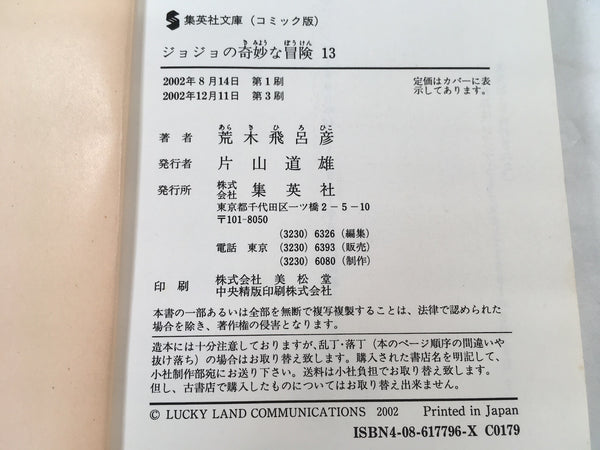 集英社文庫（コミック版）
ジョジョの奇妙な冒険 13
2002年8月14日 第1刷
2002年12月11日 第3刷
定価はカバーに表
示してあります。
著者 荒木飛呂彦
発行者 片山道雄
発行所 株式会社 集英社
東京都千代田区一ツ橋2－5－10
〒101-8050
(3230) 6326（編集）
電話 東京 (3230) 6393（販売）
(3230) 6080（制作）
印刷 株式会社 美松堂
中央精版印刷株式会社
本書の一部あるいは全部を無断で複写複製することは、法律で認められた
場合を除き、著作権の侵害となります。
造本には十分注意しておりますが、乱丁・落丁（本のページ順序の間違いや
抜け落ち）の場合はお取り替え致します。購入された書店名を明記して、
小社制作部宛にお送り下さい。送料は小社負担でお取り替え致します。
但し、古書店で購入したものについてはお取り替え出来ません。
© LUCKY LAND COMMUNICATIONS 2002 Printed in Japan
ISBN4-08-617796-X C0179